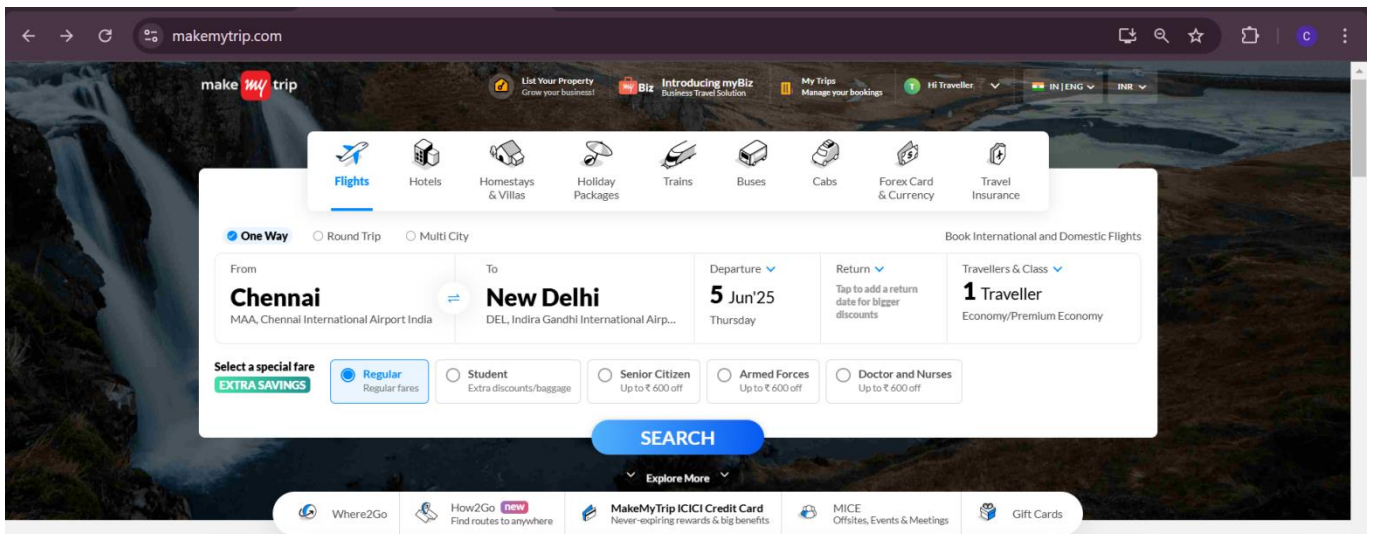 makemytrip.com
C
make my trip
List Your Property
Grow your business!
my Biz
Introducing myBiz
Business Travel Solution
My Trips
Manage your bookings
T
Hi Traveller
IN | ENG
INR
Flights
Hotels
Homestays
& Villas
Holiday
Packages
Trains
Buses
Cabs
Forex Card
& Currency
Travel
Insurance
One Way
Round Trip
Multi City
Book International and Domestic Flights
From
Chennai
MAA, Chennai International Airport India
To
New Delhi
DEL, Indira Gandhi International Airp...
Departure
5 Jun'25
Thursday
Return
Tap to add a return
date for bigger
discounts
Travellers & Class
1 Traveller
Economy/Premium Economy
Select a special fare
EXTRA SAVINGS
Regular
Regular fares
Student
Extra discounts/baggage
Senior Citizen
Up to ₹ 600 off
Armed Forces
Up to ₹ 600 off
Doctor and Nurses
Up to ₹ 600 off
SEARCH
Explore More
Where2Go
How2Go new
Find routes to anywhere
MakeMyTrip ICICI Credit Card
Never-expiring rewards & big benefits
MICE
Offsites, Events & Meetings
Gift Cards